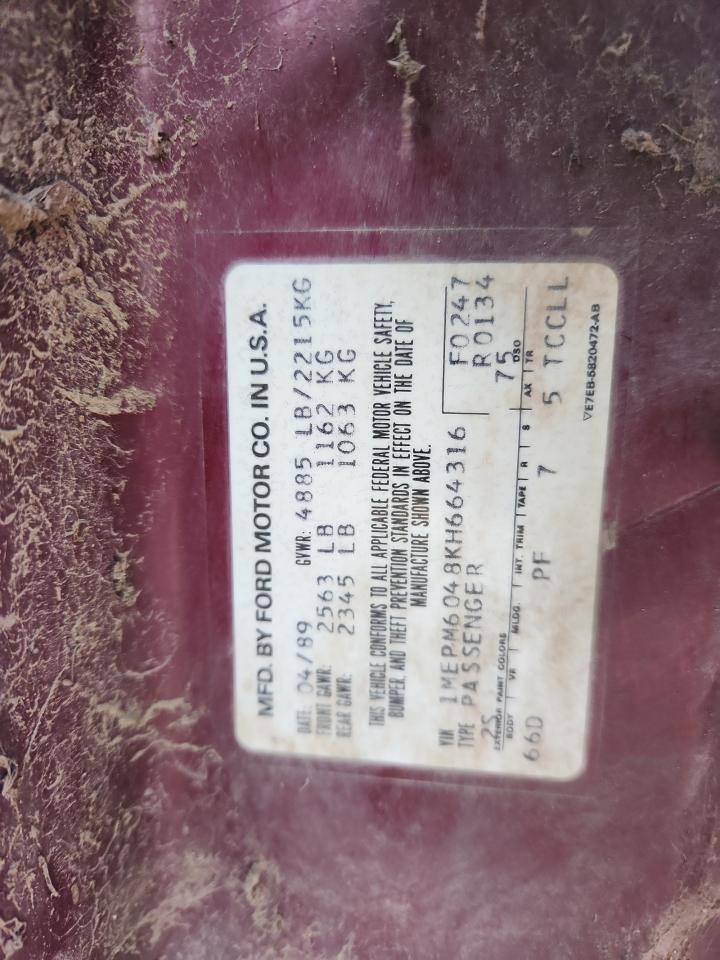 MFD. BY FORD MOTOR CO. IN U.S.A.
DATE: 04/89 GVWR: 4885 LB/2215KG
FRONT GAWR: 2563 LB 1162 KG
REAR GAWR: 2345 LB 1063 KG
THIS VEHICLE CONFORMS TO ALL APPLICABLE FEDERAL MOTOR VEHICLE SAFETY,
BUMPER, AND THEFT PREVENTION STANDARDS IN EFFECT ON THE DATE OF
MANUFACTURE SHOWN ABOVE.
VIN 1MEPM6048KH664316 F0247
TYPE PASSENGER R0134
2S 75
EXTERIOR PAINT COLORS DSO
BODY VR MLDG. INT. TRIM TAPE R S AX TR
66D PF 7 5 TCCLL
▽E7EB-5820472-AB